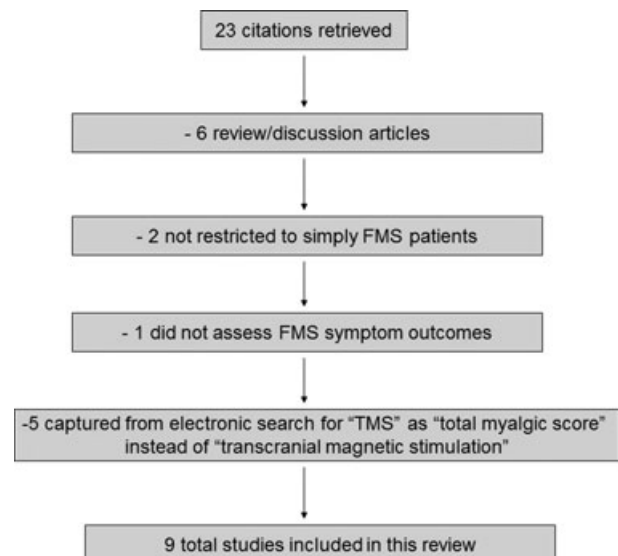 23 citations retrieved
- 6 review/discussion articles
- 2 not restricted to simply FMS patients
- 1 did not assess FMS symptom outcomes
-5 captured from electronic search for “TMS” as “total myalgic score”
instead of “transcranial magnetic stimulation”
9 total studies included in this review